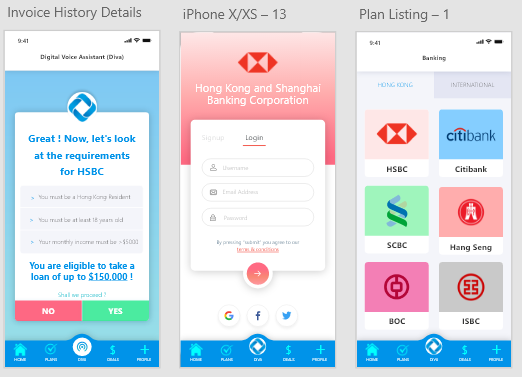 Invoice History Details
9:41
Digital Voice Assistant (Diva)
Great ! Now, let's look
at the requirements
for HSBC
> You must be a Hong Kong Resident
> You must be at least 18 years old
> Your monthly income must be >$5000
You are eligible to take a
loan of up to $150,000 !
Shall we proceed ?
NO
YES
HOME
PLANS
DIVA
DEALS
PEOPLE
iPhone X/XS – 13
Hong Kong and Shanghai
Banking Corporation
Signup
Login
Username
Email Address
Password
By pressing "submit" you agree to our
terms & conditions
HOME
PLANS
DIVA
DEALS
PEOPLE
Plan Listing – 1
9:41
Banking
HONG KONG
INTERNATIONAL
HSBC
citibank
Citibank
SCBC
Hang Seng
BOC
ISBC
HOME
PLANS
DIVA
DEALS
PEOPLE